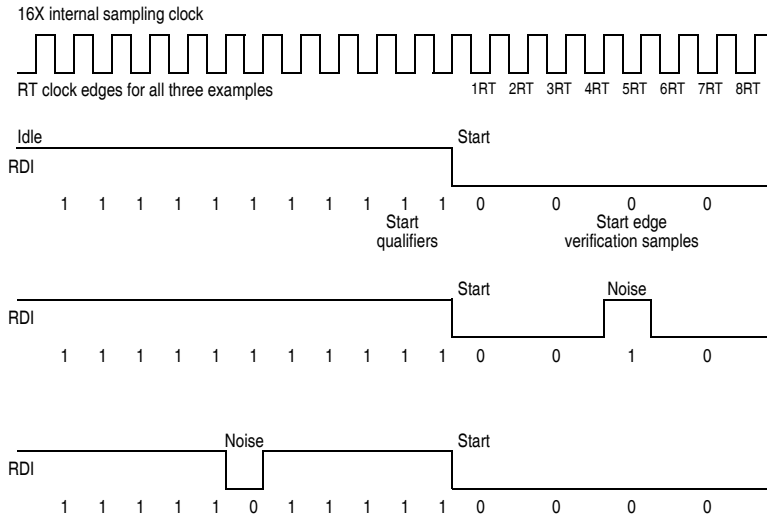 16X internal sampling clock
RT clock edges for all three examples
1RT 2RT 3RT 4RT 5RT 6RT 7RT 8RT
Idle
Start
RDI
1 1 1 1 1 1 1 1 1 1 1 0 0 0 0
Start
qualifiers
Start edge
verification samples
Start
Noise
RDI
1 1 1 1 1 1 1 1 1 1 1 0 0 1 0
Noise
Start
RDI
1 1 1 1 1 0 1 1 1 1 1 0 0 0 0